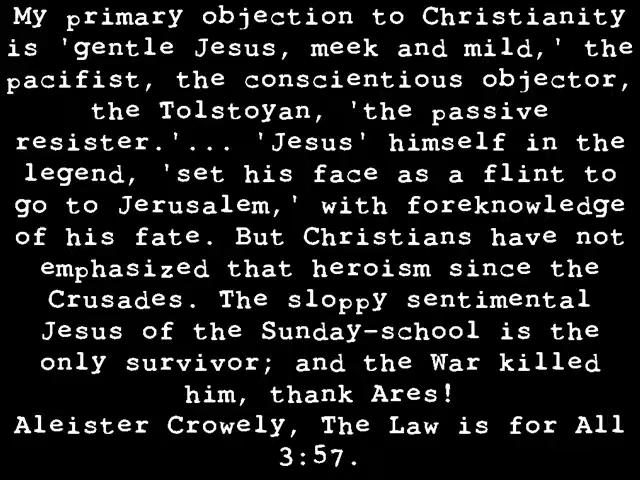 My primary objection to Christianity
is 'gentle Jesus, meek and mild,' the
pacifist, the conscientious objector,
the Tolstoyan, 'the passive
resister.'... 'Jesus' himself in the
legend, 'set his face as a flint to
go to Jerusalem,' with foreknowledge
of his fate. But Christians have not
emphasized that heroism since the
Crusades. The sloppy sentimental
Jesus of the Sunday-school is the
only survivor; and the War killed
him, thank Ares!
Aleister Crowely, The Law is for All
3:57.